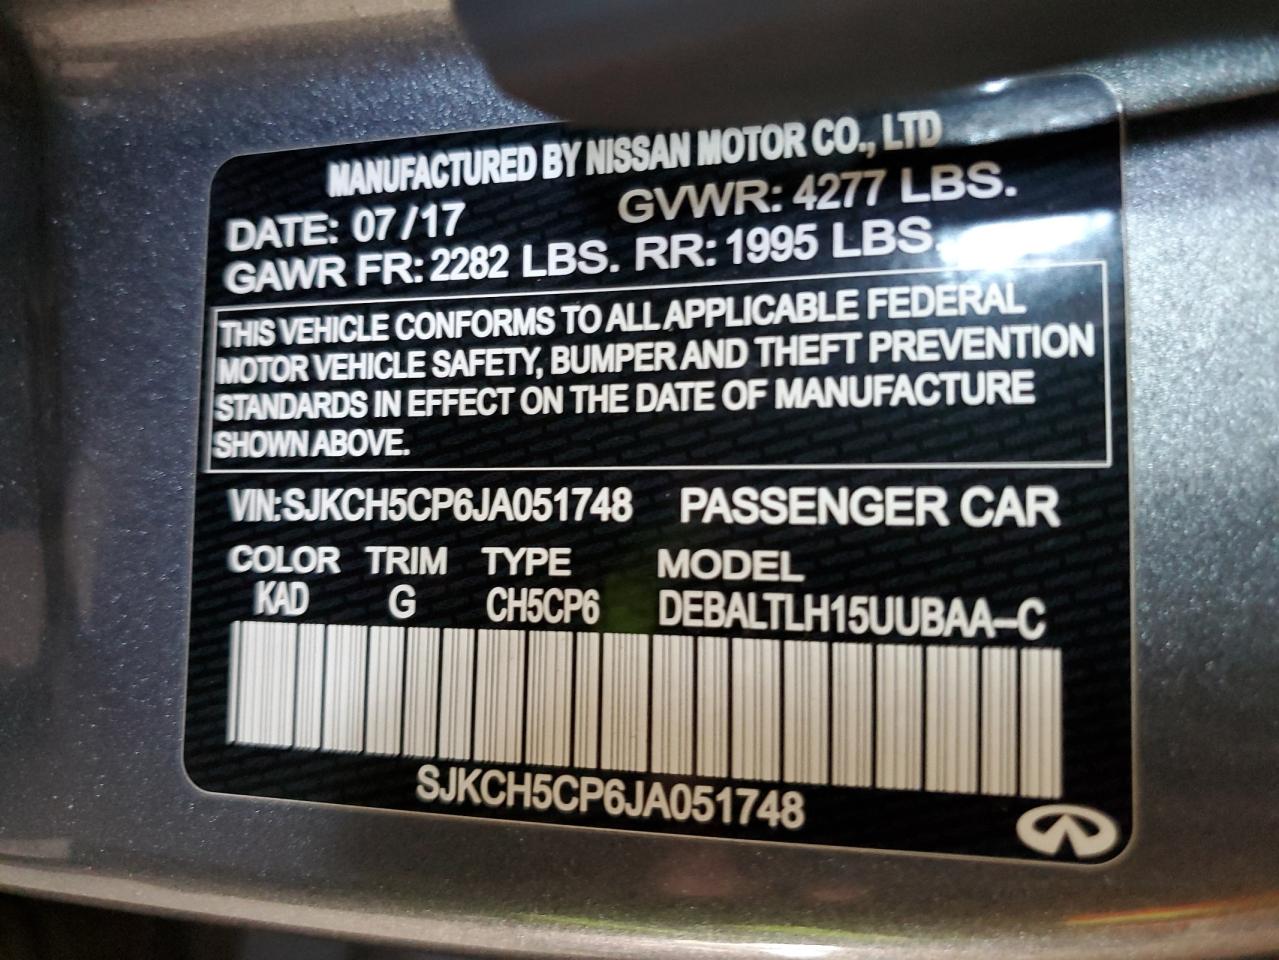 MANUFACTURED BY NISSAN MOTOR CO., LTD
DATE: 07/17 GVWR: 4277 LBS.
GAWR FR: 2282 LBS. RR: 1995 LBS.
THIS VEHICLE CONFORMS TO ALL APPLICABLE FEDERAL
MOTOR VEHICLE SAFETY, BUMPER AND THEFT PREVENTION
STANDARDS IN EFFECT ON THE DATE OF MANUFACTURE
SHOWN ABOVE.
VIN: SJKCH5CP6JA051748 PASSENGER CAR
COLOR TRIM TYPE MODEL
KAD G CH5CP6 DEBALTLH15UUBAA-C
SJKCH5CP6JA051748